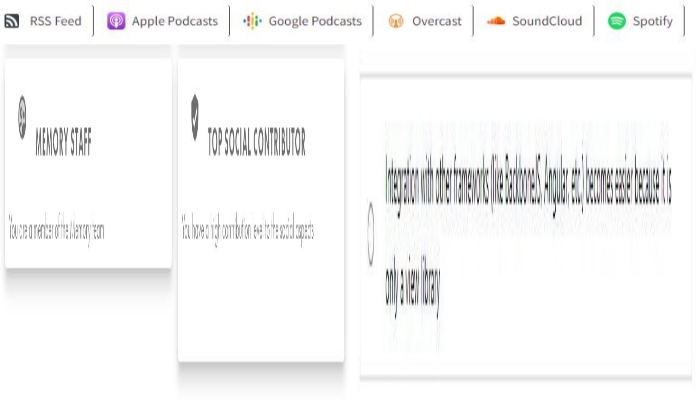 RSS Feed Apple Podcasts Google Podcasts Overcast SoundCloud Spotify
MEMORY STAFF
You are a member of the Memory team
TOP SOCIAL CONTRIBUTOR
You have a high contribution level to the social aspects
Integration with other frameworks (like BackboneJS, Angular, etc.) becomes easier because it is
only a view library